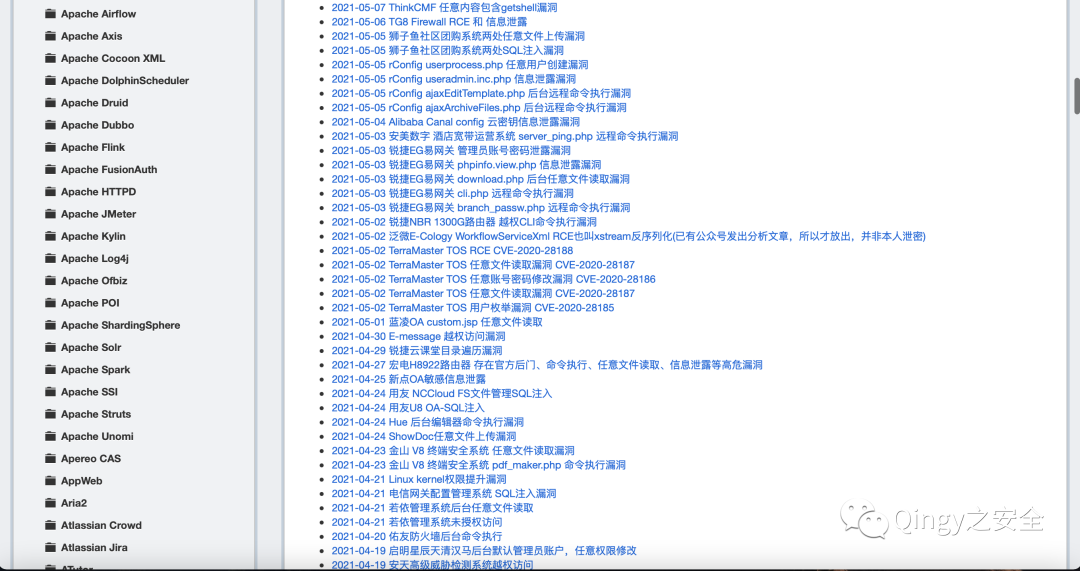 Apache Airflow
Apache Axis
Apache Cocoon XML
Apache DolphinScheduler
Apache Druid
Apache Dubbo
Apache Flink
Apache FusionAuth
Apache HTTPD
Apache JMeter
Apache Kylin
Apache Log4j
Apache Ofbiz
Apache POI
Apache ShardingSphere
Apache Solr
Apache Spark
Apache SSI
Apache Struts
Apache Unomi
Apereo CAS
AppWeb
Aria2
Atlassian Crowd
Atlassian Jira
ATutor
2021-05-07 ThinkCMF 任意内容包含getshell漏洞
2021-05-06 TG8 Firewall RCE 和 信息泄露
2021-05-05 狮子鱼社区团购系统两处任意文件上传漏洞
2021-05-05 狮子鱼社区团购系统两处SQL注入漏洞
2021-05-05 rConfig userprocess.php 任意用户创建漏洞
2021-05-05 rConfig useradmin.inc.php 信息泄露漏洞
2021-05-05 rConfig ajaxEditTemplate.php 后台远程命令执行漏洞
2021-05-05 rConfig ajaxArchiveFiles.php 后台远程命令执行漏洞
2021-05-04 Alibaba Canal config 云密钥信息泄露漏洞
2021-05-03 安美数字 酒店宽带运营系统 server_ping.php 远程命令执行漏洞
2021-05-03 锐捷EG易网关 管理员账号密码泄露漏洞
2021-05-03 锐捷EG易网关 phpinfo.view.php 信息泄露漏洞
2021-05-03 锐捷EG易网关 download.php 后台任意文件读取漏洞
2021-05-03 锐捷EG易网关 cli.php 远程命令执行漏洞
2021-05-03 锐捷EG易网关 branch_passw.php 远程命令执行漏洞
2021-05-02 锐捷NBR 1300G路由器 越权CLI命令执行漏洞
2021-05-02 泛微E-Cology WorkflowServiceXml RCE也叫xstream反序列化(已有公众号发出分析文章，所以才放出，并非本人泄密)
2021-05-02 TerraMaster TOS RCE CVE-2020-28188
2021-05-02 TerraMaster TOS 任意文件读取漏洞 CVE-2020-28187
2021-05-02 TerraMaster TOS 任意账号密码修改漏洞 CVE-2020-28186
2021-05-02 TerraMaster TOS 任意文件读取漏洞 CVE-2020-28187
2021-05-02 TerraMaster TOS 用户枚举漏洞 CVE-2020-28185
2021-05-01 蓝凌OA custom.jsp 任意文件读取
2021-04-30 E-message 越权访问漏洞
2021-04-29 锐捷云课堂目录遍历漏洞
2021-04-27 宏电H8922路由器 存在官方后门、命令执行、任意文件读取、信息泄露等高危漏洞
2021-04-25 新点OA敏感信息泄露
2021-04-24 用友 NCCloud FS文件管理SQL注入
2021-04-24 用友U8 OA-SQL注入
2021-04-24 Hue 后台编辑器命令执行漏洞
2021-04-24 ShowDoc任意文件上传漏洞
2021-04-23 金山 V8 终端安全系统 任意文件读取漏洞
2021-04-23 金山 V8 终端安全系统 pdf_maker.php 命令执行漏洞
2021-04-21 Linux kernel权限提升漏洞
2021-04-21 电信网关配置管理系统 SQL注入漏洞
2021-04-21 若依管理系统后台任意文件读取
2021-04-21 若依管理系统未授权访问
2021-04-20 佑友防火墙后台命令执行
2021-04-19 启明星辰天清汉马后台默认管理员账户，任意权限修改
2021-04-19 安天高级威胁检测系统越权访问
Qingy之安全